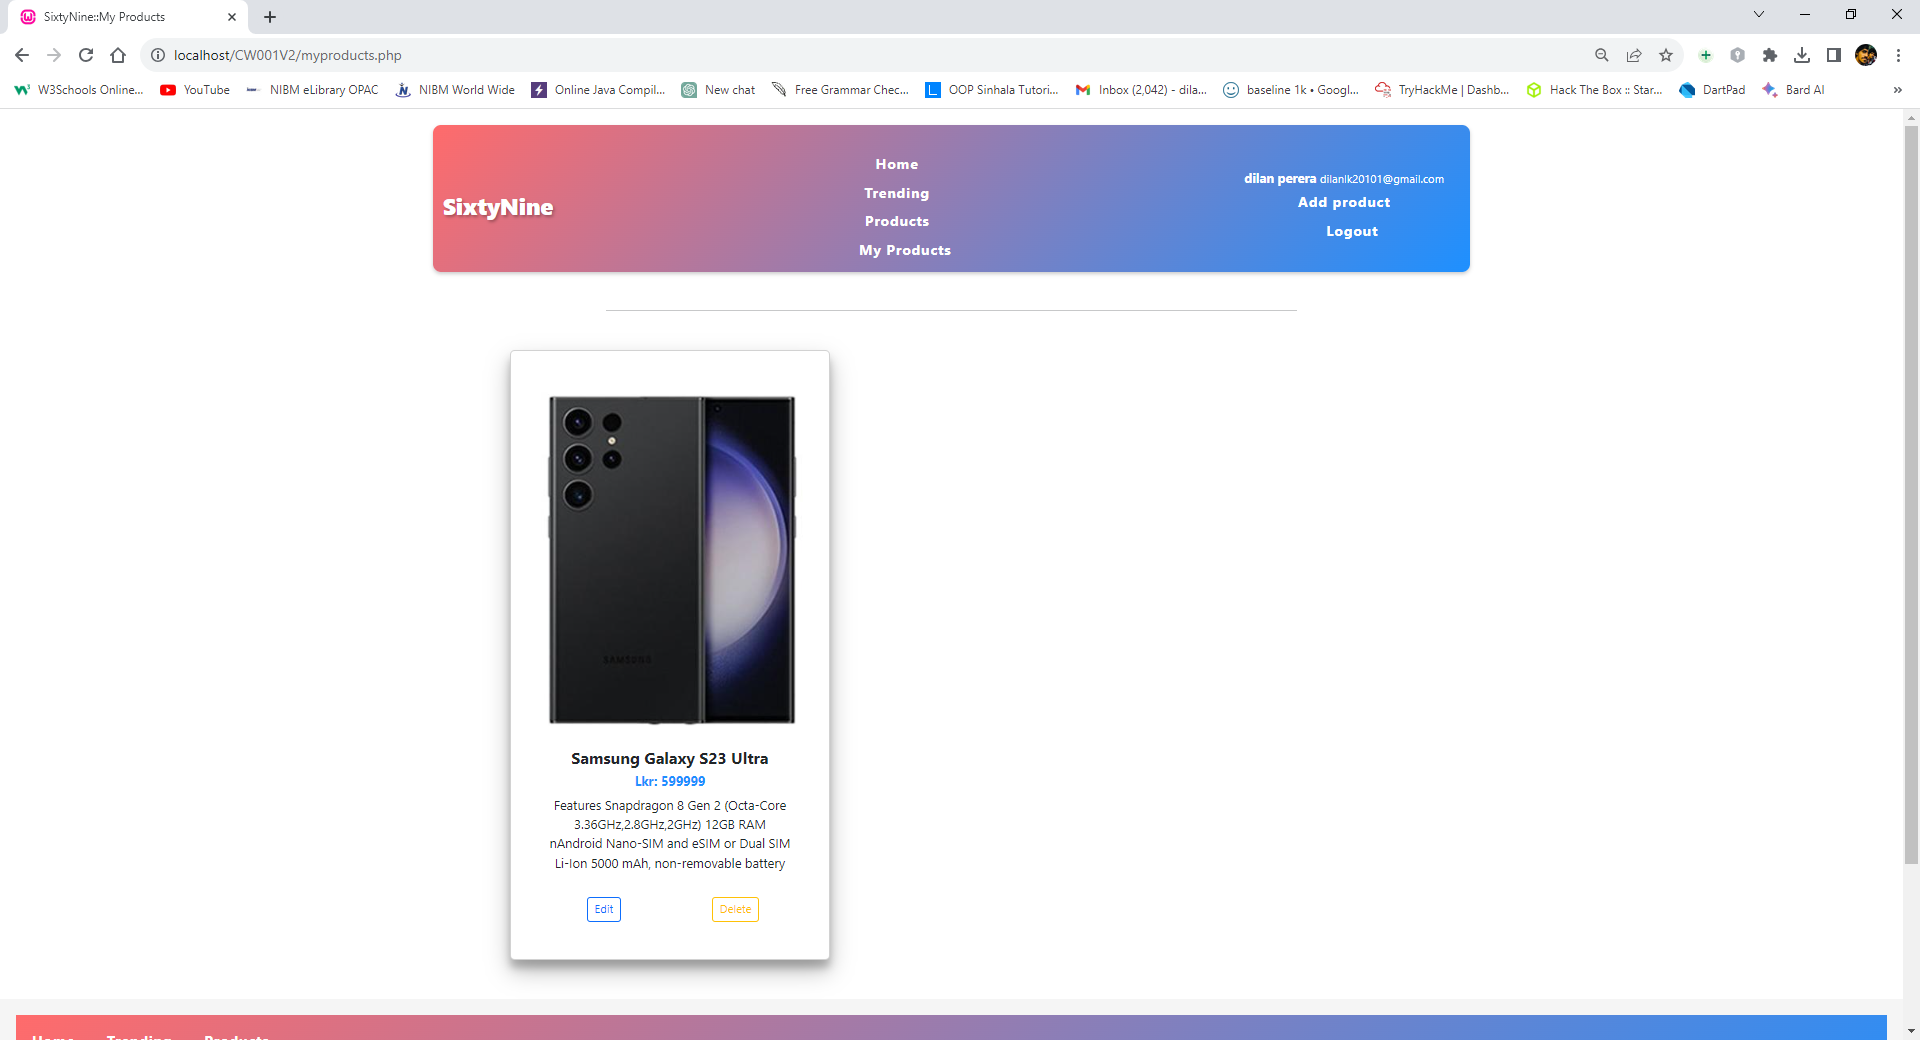 SixtyNine::My Products
localhost/CW001V2/myproducts.php
W3Schools Online... YouTube NIBM eLibrary OPAC NIBM World Wide Online Java Compil... New chat Free Grammar Chec... OOP Sinhala Tutori... Inbox (2,042) - dila... baseline 1k • Googl... TryHackMe | Dashb... Hack The Box :: Star... DartPad Bard AI
SixtyNine
Home
Trending
Products
My Products
dilan perera dilanlk20101@gmail.com
Add product
Logout
SAMSUNG
Samsung Galaxy S23 Ultra
Lkr: 599999
Features Snapdragon 8 Gen 2 (Octa-Core
3.36GHz,2.8GHz,2GHz) 12GB RAM
nAndroid Nano-SIM and eSIM or Dual SIM
Li-Ion 5000 mAh, non-removable battery
Edit Delete
Home Trending Products